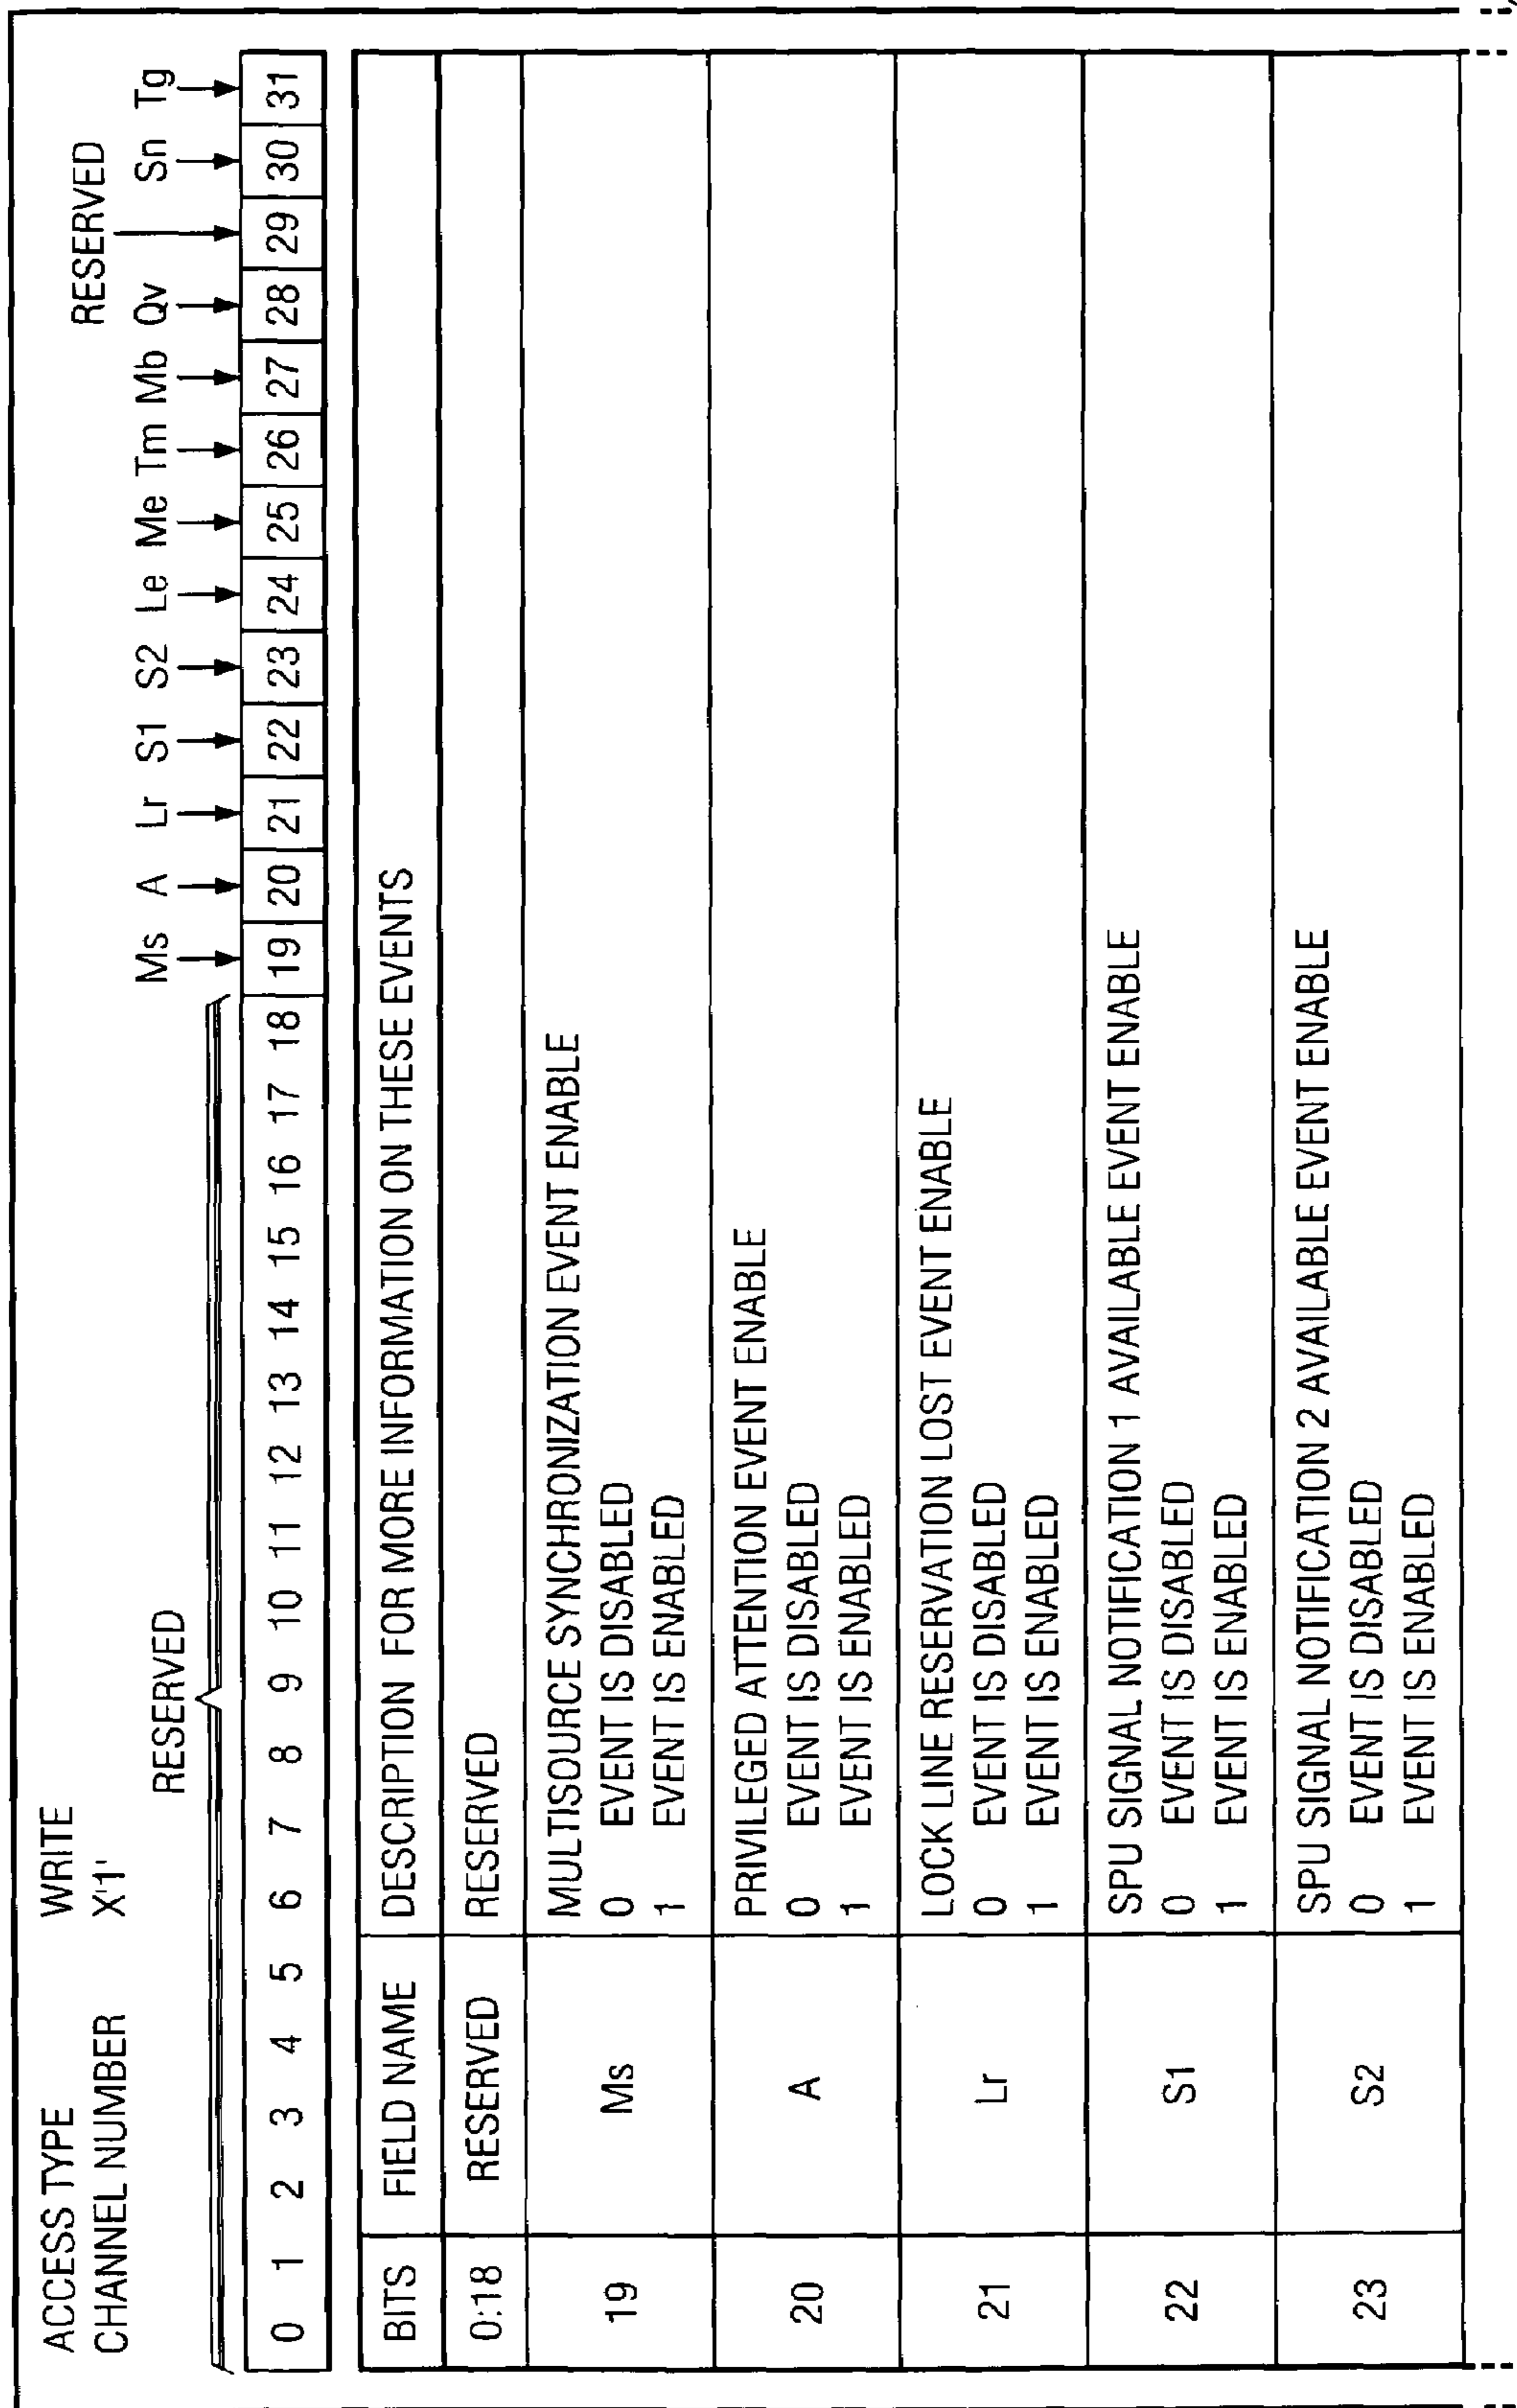 ACCESS TYPE WRITE
CHANNEL NUMBER X'1'
RESERVED
RESERVED
Ms A Lr S1 S2 Le Me Tm Mb Qv Sn Tg
0 1 2 3 4 5 6 7 8 9 10 11 12 13 14 15 16 17 18 19 20 21 22 23 24 25 26 27 28 29 30 31
BITS FIELD NAME DESCRIPTION FOR MORE INFORMATION ON THESE EVENTS
0:18 RESERVED RESERVED
19 Ms MULTISOURCE SYNCHRONIZATION EVENT ENABLE
0 EVENT IS DISABLED
1 EVENT IS ENABLED
20 A PRIVILEGED ATTENTION EVENT ENABLE
0 EVENT IS DISABLED
1 EVENT IS ENABLED
21 Lr LOCK LINE RESERVATION LOST EVENT ENABLE
0 EVENT IS DISABLED
1 EVENT IS ENABLED
22 S1 SPU SIGNAL NOTIFICATION 1 AVAILABLE EVENT ENABLE
0 EVENT IS DISABLED
1 EVENT IS ENABLED
23 S2 SPU SIGNAL NOTIFICATION 2 AVAILABLE EVENT ENABLE
0 EVENT IS DISABLED
1 EVENT IS ENABLED